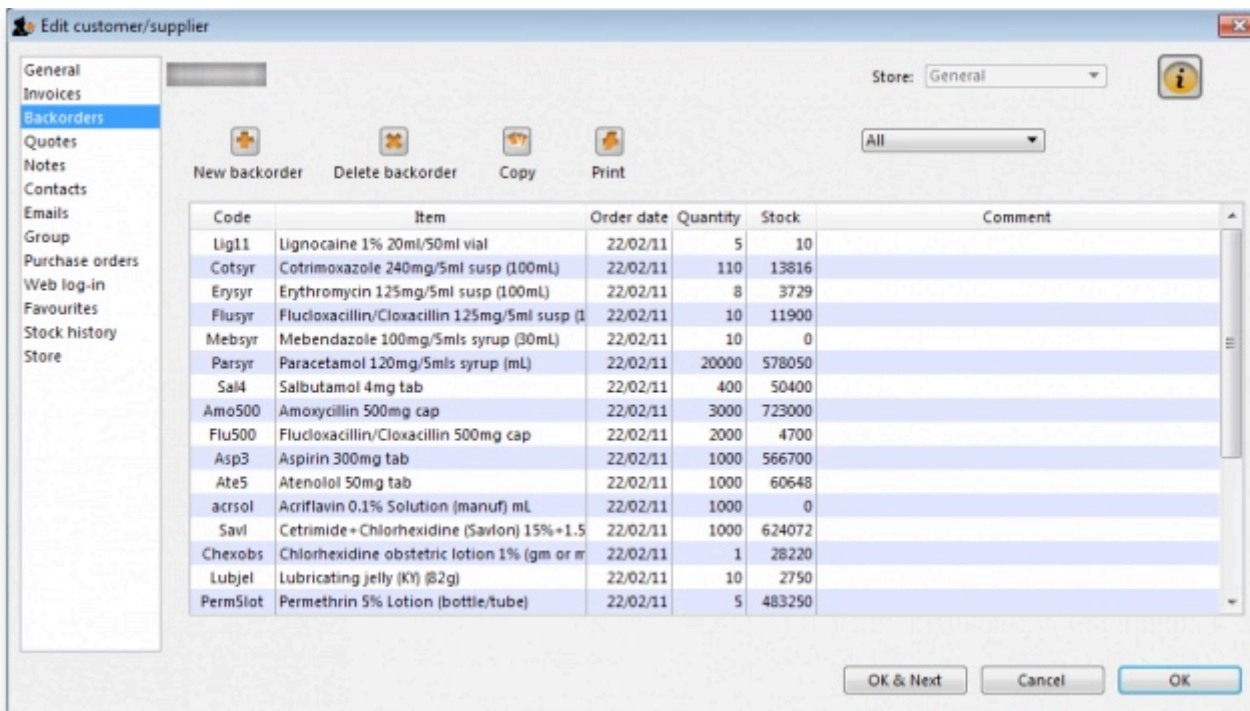 Edit customer/supplier
General
Invoices
Backorders
Quotes
Notes
Contacts
Emails
Group
Purchase orders
Web log-in
Favourites
Stock history
Store
Store: General
All
New backorder Delete backorder Copy Print
Code Item Order date Quantity Stock Comment
Lig11 Lignocaine 1% 20ml/50ml vial 22/02/11 5 10
Cotsyr Cotrimoxazole 240mg/5ml susp (100mL) 22/02/11 110 13816
Erysyr Erythromycin 125mg/5ml susp (100mL) 22/02/11 8 3729
Flusyr Flucloxacillin/Cloxacillin 125mg/5ml susp (1 22/02/11 10 11900
Mebsyr Mebendazole 100mg/5mls syrup (30mL) 22/02/11 10 0
Parsyr Paracetamol 120mg/5mls syrup (mL) 22/02/11 20000 578050
Sal4 Salbutamol 4mg tab 22/02/11 400 50400
Amo500 Amoxycillin 500mg cap 22/02/11 3000 723000
Flu500 Flucloxacillin/Cloxacillin 500mg cap 22/02/11 2000 4700
Asp3 Aspirin 300mg tab 22/02/11 1000 566700
Ate5 Atenolol 50mg tab 22/02/11 1000 60648
acrsol Acriflavin 0.1% Solution (manuf) mL 22/02/11 1000 0
Savl Cetrimide+Chlorhexidine (Savlon) 15%+1.5 22/02/11 1000 624072
Chexobs Chlorhexidine obstetric lotion 1% (gm or m 22/02/11 1 28220
Lubjel Lubricating jelly (KY) (82g) 22/02/11 10 2750
Perm5lot Permethrin 5% Lotion (bottle/tube) 22/02/11 5 483250
OK & Next Cancel OK